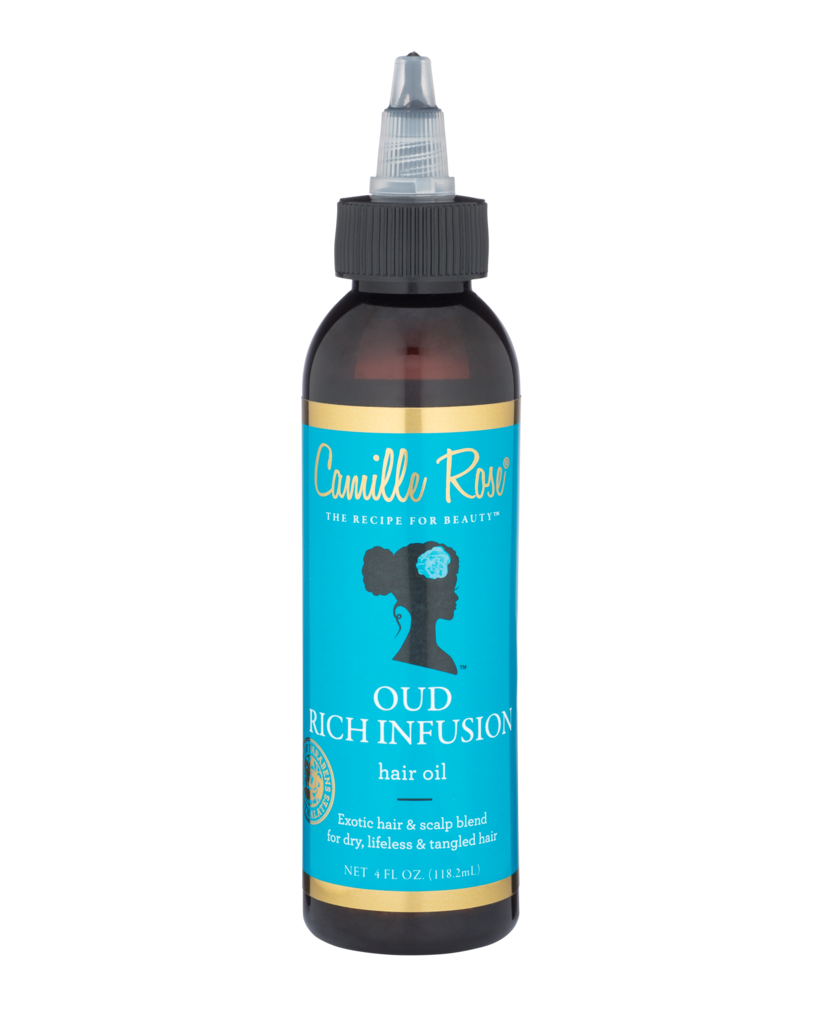 Camille Rose®
THE RECIPE FOR BEAUTY™
™
OUD
RICH INFUSION
hair oil
Exotic hair & scalp blend
for dry, lifeless & tangled hair
NET 4 FL OZ. (118.2mL)